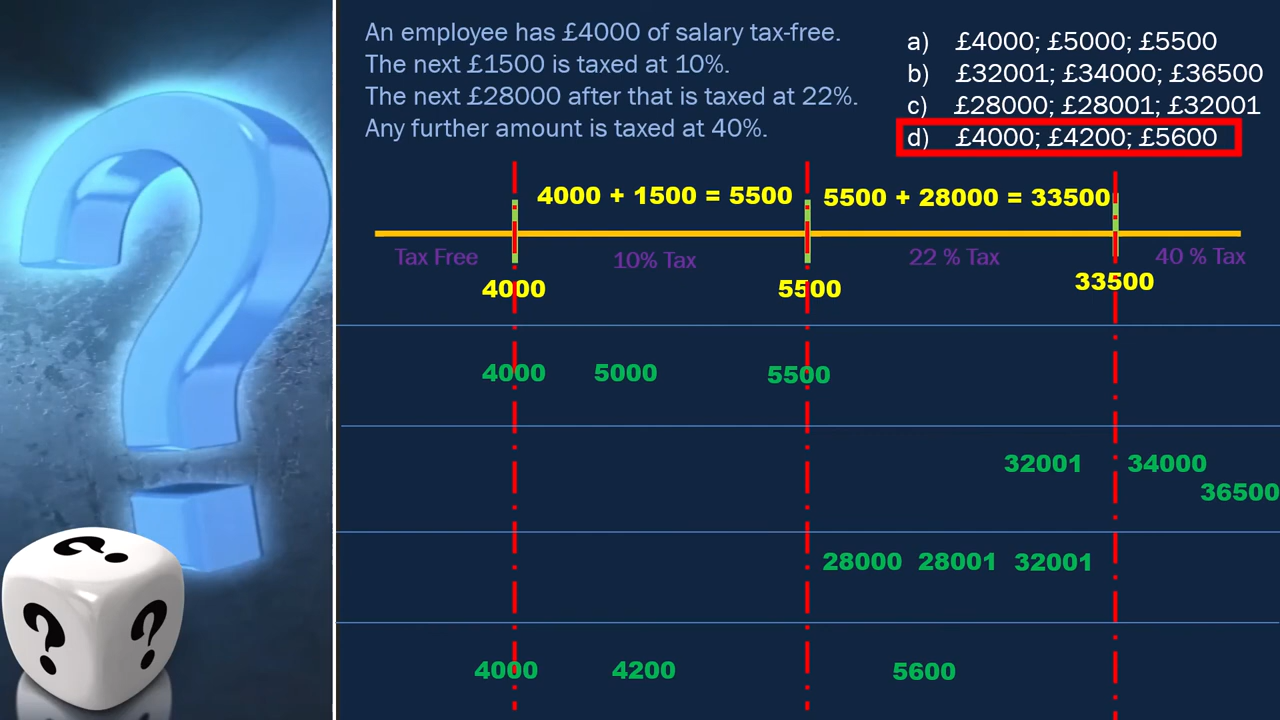 An employee has £4000 of salary tax-free.
The next £1500 is taxed at 10%.
The next £28000 after that is taxed at 22%.
Any further amount is taxed at 40%.
a) £4000; £5000; £5500
b) £32001; £34000; £36500
c) £28000; £28001; £32001
d) £4000; £4200; £5600
4000 + 1500 = 5500 5500 + 28000 = 33500
Tax Free 10% Tax 22 % Tax 40 % Tax
4000 5500 33500
4000 5000 5500
32001 34000
36500
28000 28001 32001
4000 4200 5600
? ? ?
?